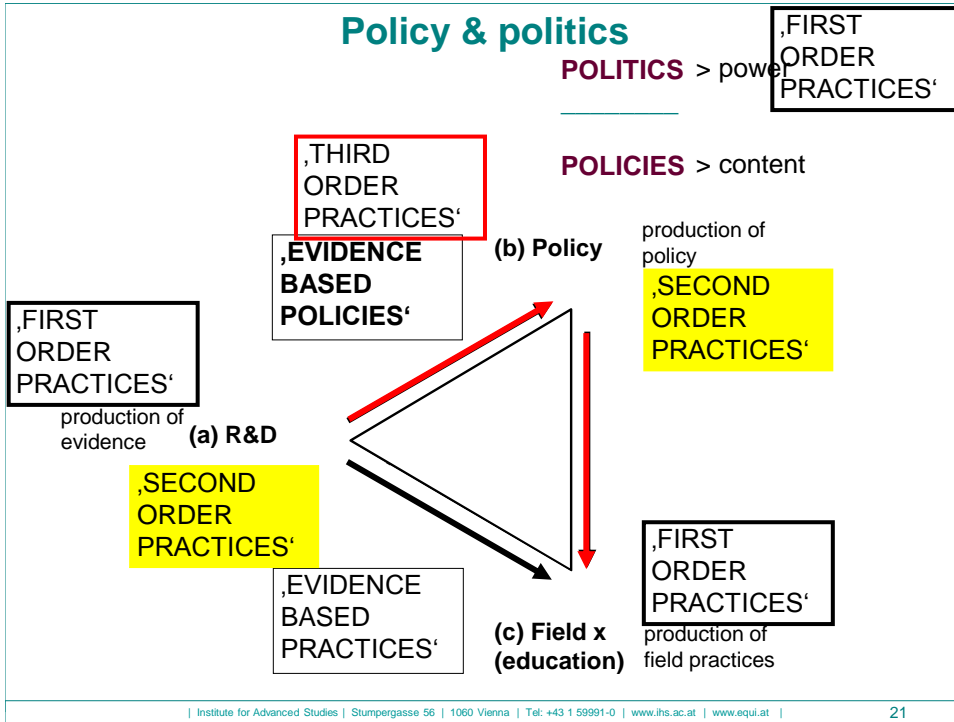 Policy & politics
‚FIRST
ORDER
PRACTICES‘
POLITICS > power
POLICIES > content
‚THIRD
ORDER
PRACTICES‘
‚EVIDENCE
BASED
POLICIES‘
(b) Policy
production of
policy
‚SECOND
ORDER
PRACTICES‘
‚FIRST
ORDER
PRACTICES‘
production of
evidence
(a) R&D
‚SECOND
ORDER
PRACTICES‘
‚EVIDENCE
BASED
PRACTICES‘
(c) Field x
(education)
‚FIRST
ORDER
PRACTICES‘
production of
field practices
| Institute for Advanced Studies | Stumpergasse 56 | 1060 Vienna | Tel: +43 1 59991-0 | www.ihs.ac.at | www.equi.at |
21